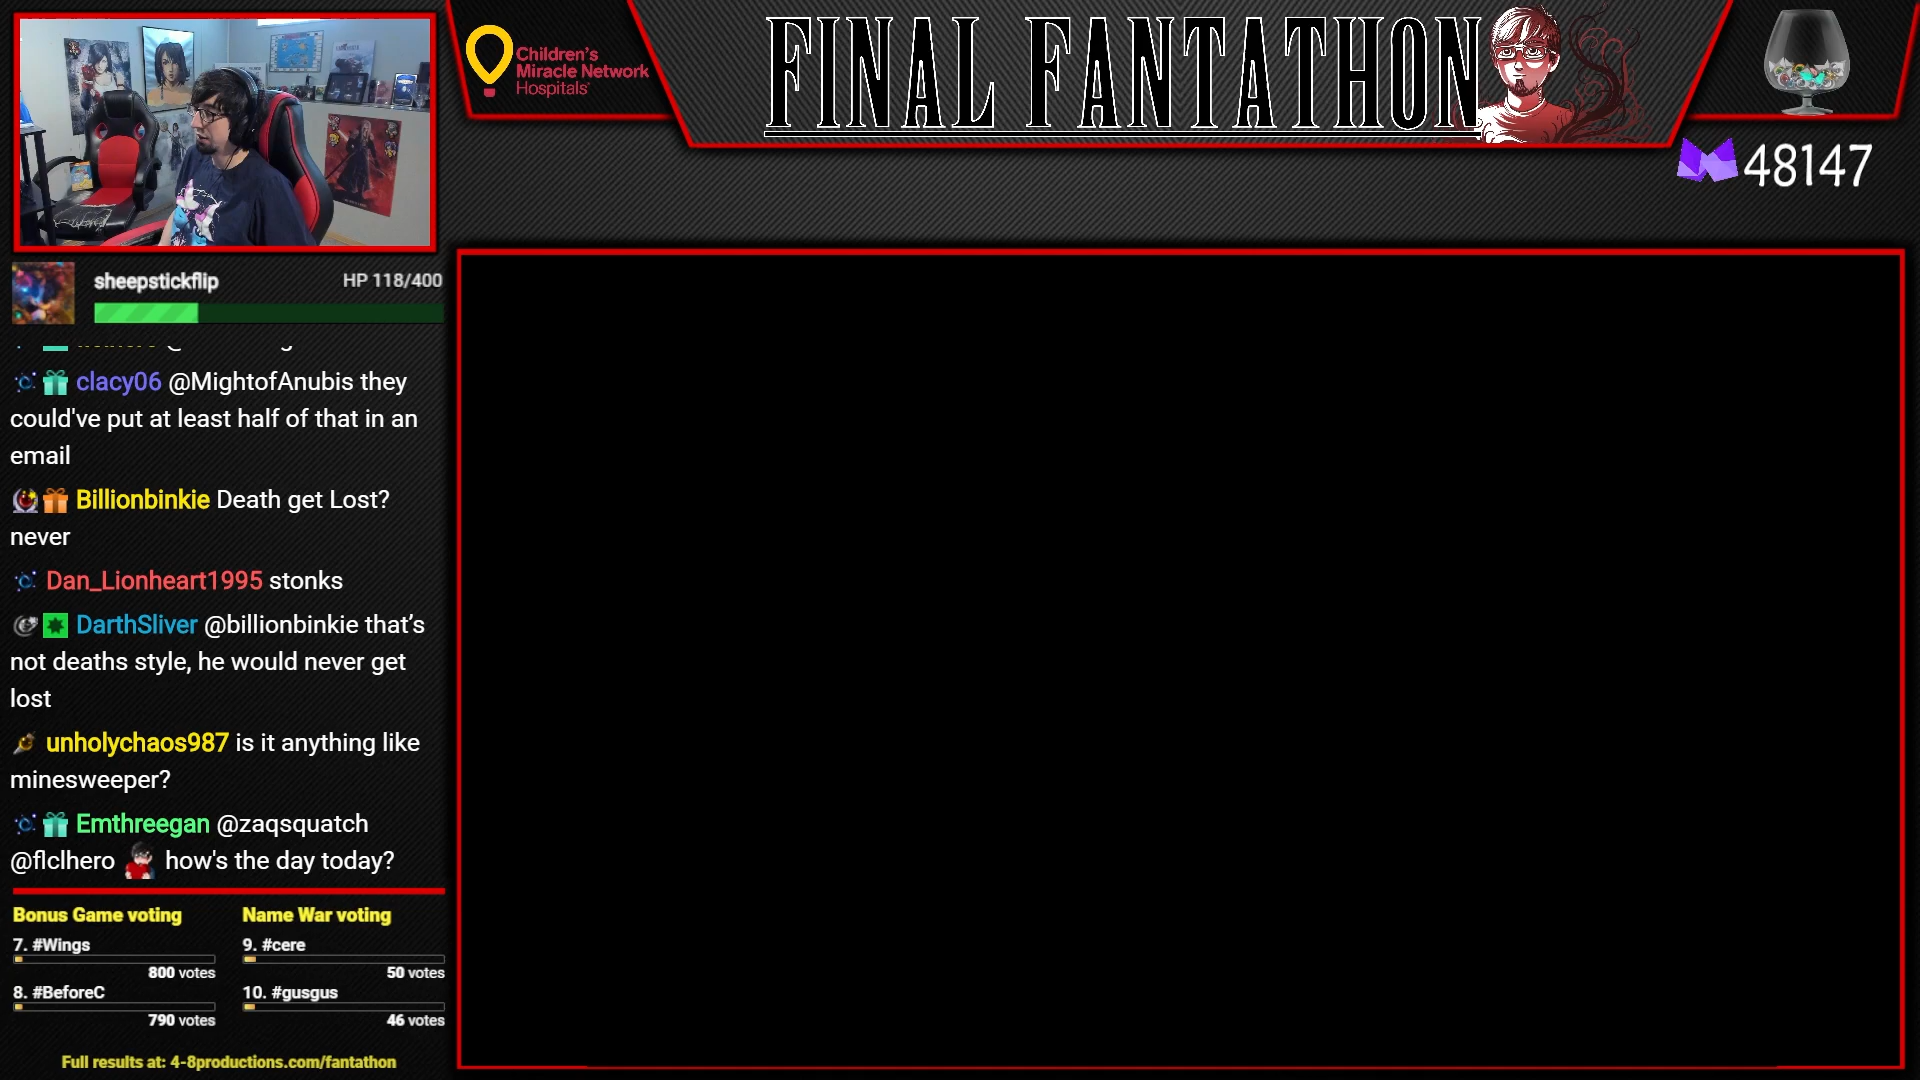 Children's
Miracle Network
Hospitals
FINAL FANTATHON
48147
sheepstickflip
HP 118/400
clacy06 @MightofAnubis they
could've put at least half of that in an
email
Billionbinkie Death get Lost?
never
Dan_Lionheart1995 stonks
DarthSliver @billionbinkie that’s
not deaths style, he would never get
lost
unholychaos987 is it anything like
minesweeper?
Emthreegan @zaqsquatch
@flclhero how's the day today?
Bonus Game voting
7. #Wings
800 votes
8. #BeforeC
790 votes
Name War voting
9. #cere
50 votes
10. #gusgus
46 votes
Full results at: 4-8productions.com/fantathon